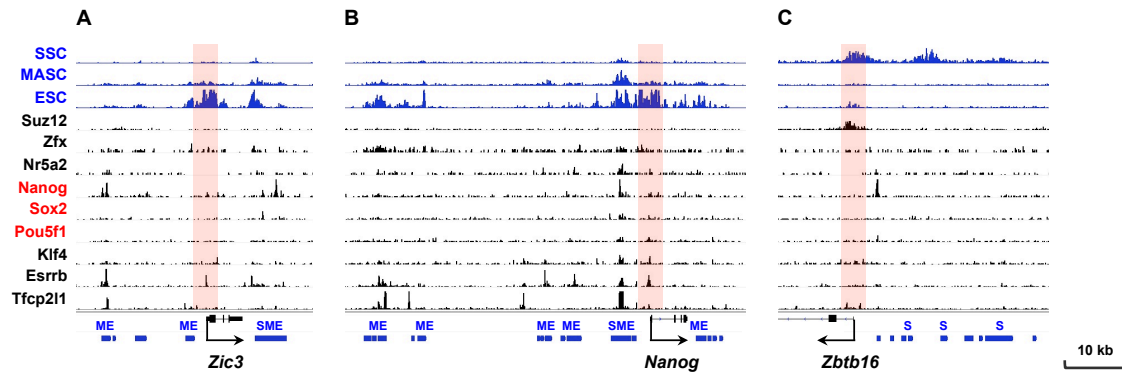 A B C
SSC
MASC
ESC
Suz12
Zfx
Nr5a2
Nanog
Sox2
Pou5f1
Klf4
Esrrb
Tfcp2l1
ME ME SME ME ME ME ME SME ME S S S
Zic3 Nanog Zbtb16
10 kb